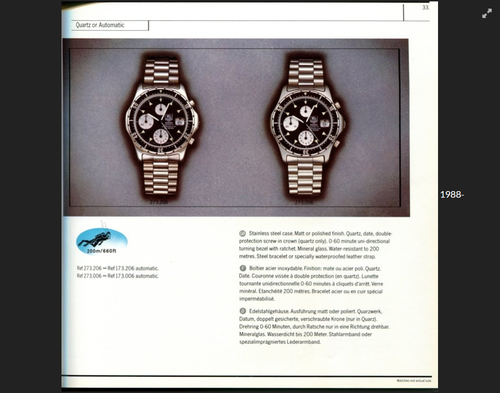 33.
Quartz or Automatic
273.206
1988-
200m/660ft
Ref 273.206 — Ref 173.206 automatic.
Ref 273.006 — Ref 173.006 automatic.
Stainless steel case. Matt or polished finish. Quartz, date, double-
protection screw in crown (quartz only). 0-60 minute uni-directional
turning bezel with ratchet. Mineral glass. Water-resistant to 200
metres. Steel bracelet or specially waterproofed leather strap.
Boîtier acier inoxydable. Finition: mate ou acier poli. Quartz.
Date. Couronne vissée à double protection (en quartz). Lunette
tournante unidirectionnelle 0-60 minutes à cliquets d'arrêt. Verre
minéral. Etanchéité 200 mètres. Bracelet acier ou en cuir spécial
imperméabilisé.
Edelstahlgehäuse. Ausführung matt oder poliert. Quarzwerk,
Datum, doppelt gesicherte, verschraubte Krone (nur in Quarz).
Drehring 0-60 Minuten, durch Ratsche nur in eine Richtung drehbar.
Mineralglas. Wasserdicht bis 200 Meter. Stahlarmband oder
spezialimprägniertes Lederarmband.
Watches not actual size